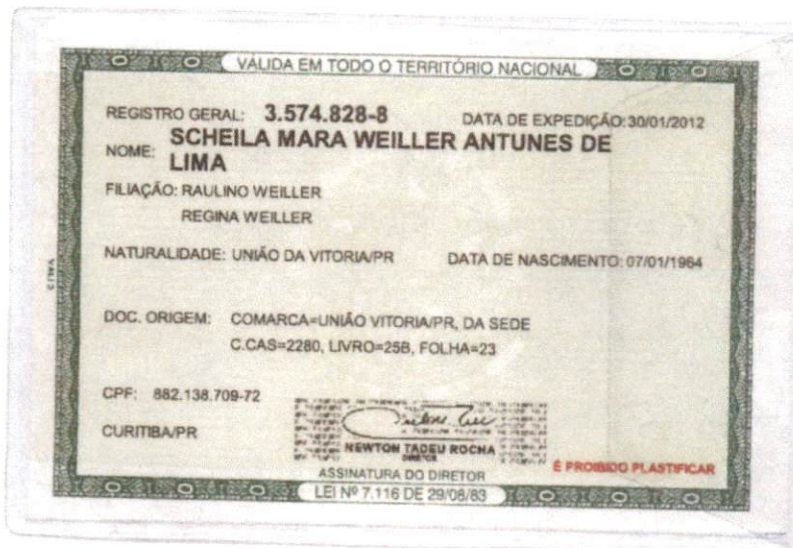 VÁLIDA EM TODO O TERRITÓRIO NACIONAL
REGISTRO GERAL: 3.574.828-8 DATA DE EXPEDIÇÃO:30/01/2012
NOME: SCHEILA MARA WEILLER ANTUNES DE
LIMA
FILIAÇÃO: RAULINO WEILLER
REGINA WEILLER
NATURALIDADE: UNIÃO DA VITORIA/PR DATA DE NASCIMENTO: 07/01/1964
DOC. ORIGEM: COMARCA=UNIÃO VITORIA/PR, DA SEDE
C.CAS=2280, LIVRO=25B, FOLHA=23
CPF: 882.138.709-72
CURITIBA/PR
NEWTON TADEU ROCHA
DIRETOR
ASSINATURA DO DIRETOR
É PROIBIDO PLASTIFICAR
LEI Nº 7.116 DE 29/08/83